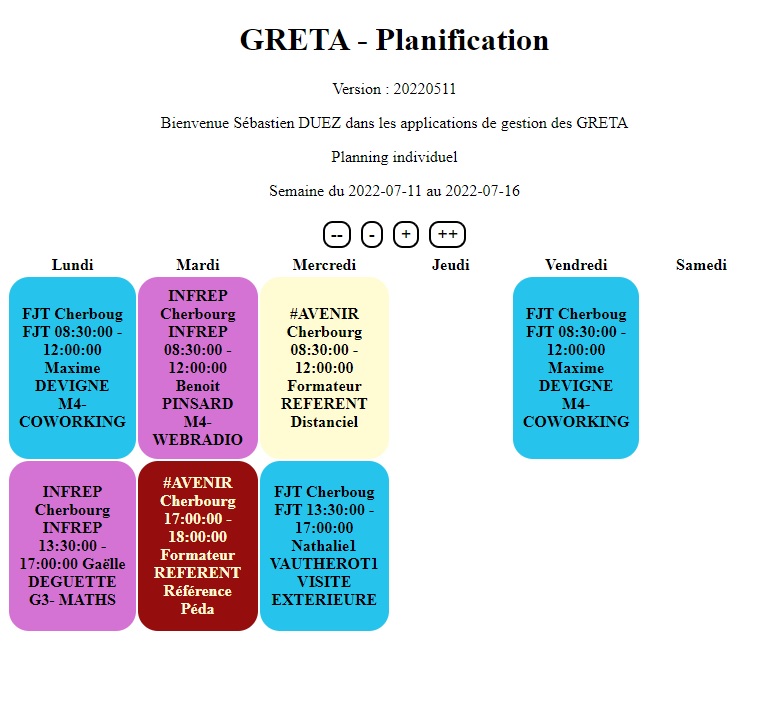 GRETA - Planification
Version : 20220511
Bienvenue Sébastien DUEZ dans les applications de gestion des GRETA
Planning individuel
Semaine du 2022-07-11 au 2022-07-16
-- - + ++
Lundi Mardi Mercredi Jeudi Vendredi Samedi
FJT Cherboug
FJT 08:30:00 -
12:00:00
Maxime
DEVIGNE
M4-
COWORKING
INFREP
Cherbourg
INFREP
08:30:00 -
12:00:00
Benoit
PINSARD
M4-
WEBRADIO
#AVENIR
Cherbourg
08:30:00 -
12:00:00
Formateur
REFERENT
Distanciel
FJT Cherboug
FJT 08:30:00 -
12:00:00
Maxime
DEVIGNE
M4-
COWORKING
INFREP
Cherbourg
INFREP
13:30:00 -
17:00:00 Gaëlle
DEGUETTE
G3- MATHS
#AVENIR
Cherbourg
17:00:00 -
18:00:00
Formateur
REFERENT
Référence
Péda
FJT Cherboug
FJT 13:30:00 -
17:00:00
Nathalie1
VAUTHEROT1
VISITE
EXTERIEURE